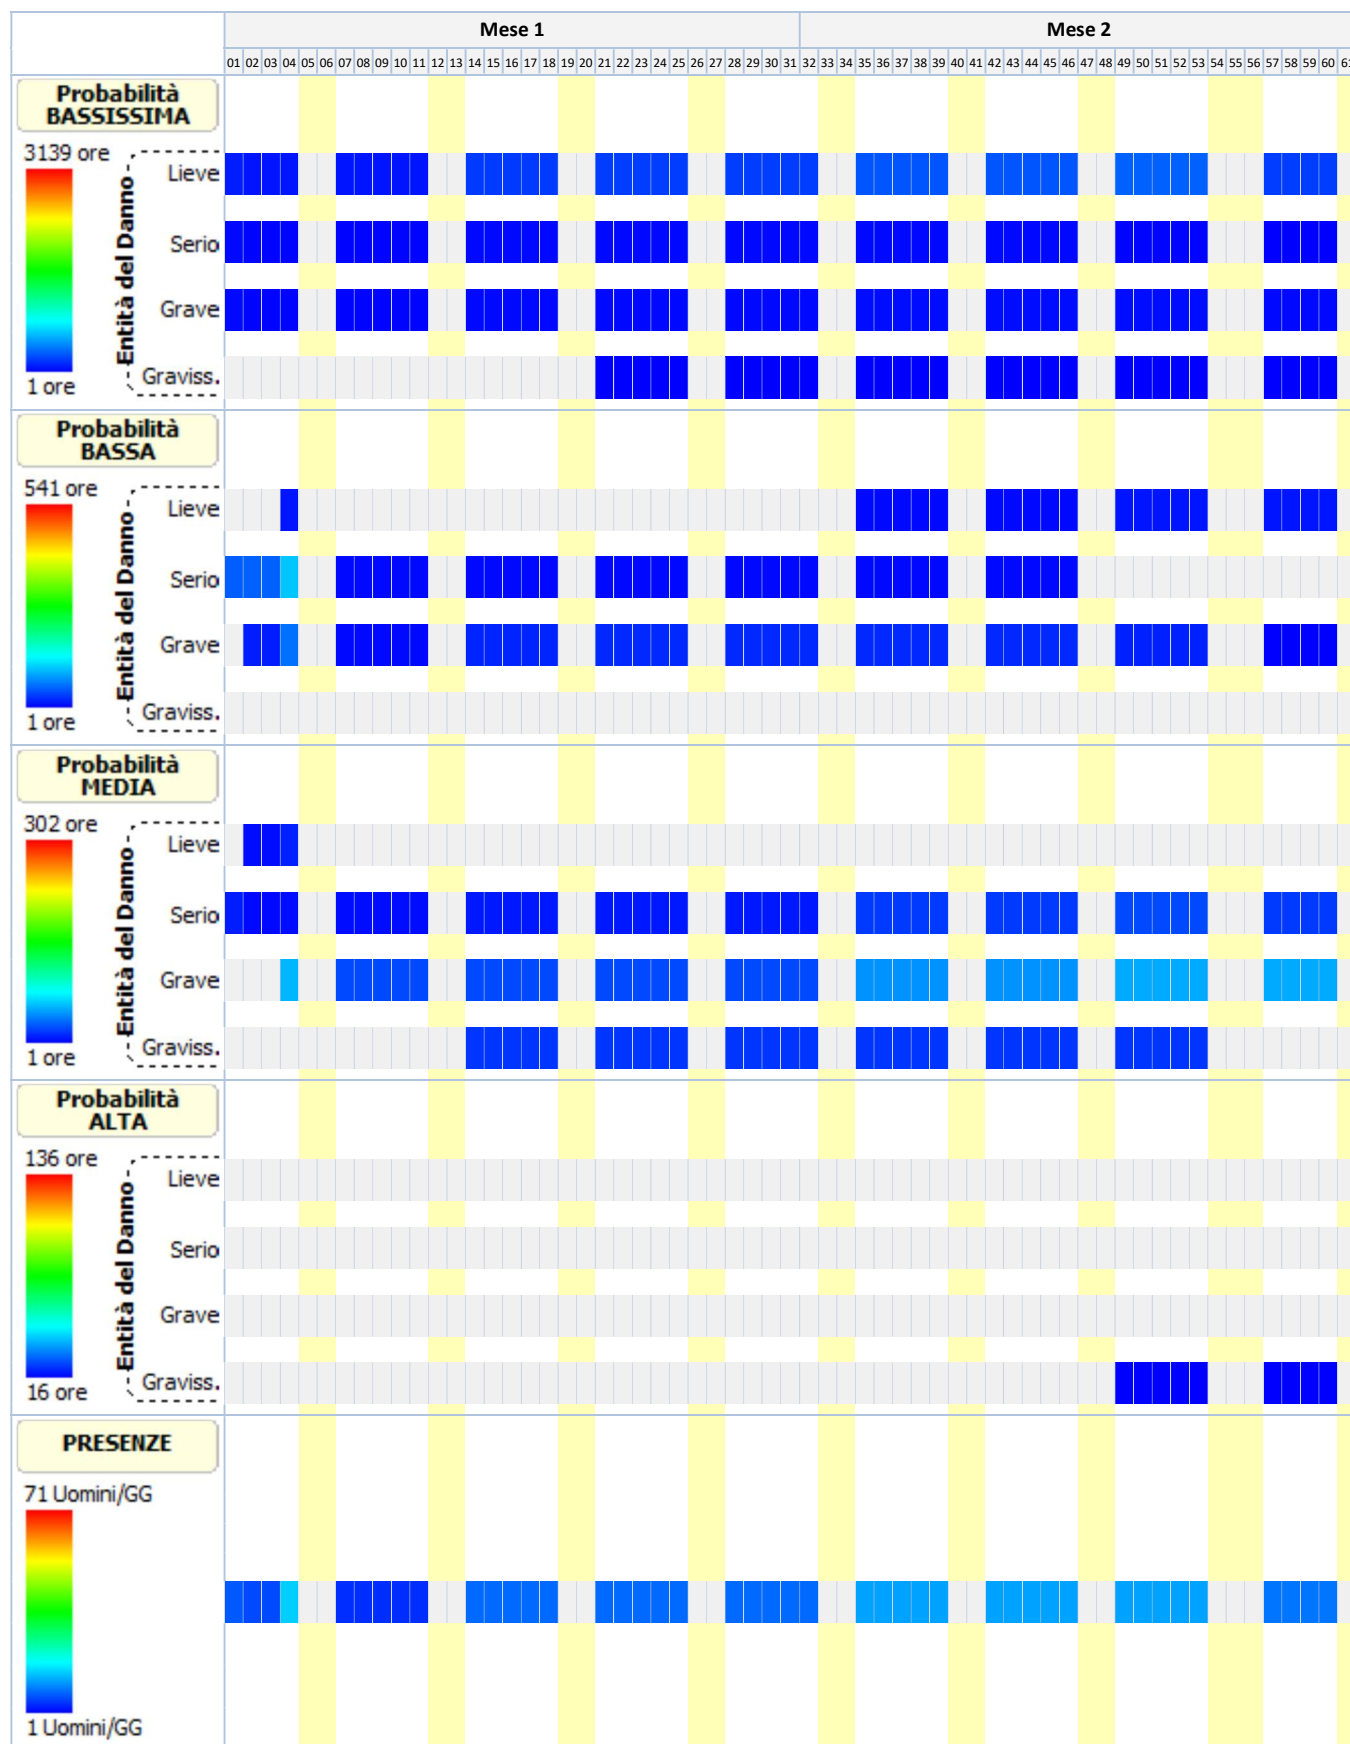 Mese 1 Mese 2
01 02 03 04 05 06 07 08 09 10 11 12 13 14 15 16 17 18 19 20 21 22 23 24 25 26 27 28 29 30 31 32 33 34 35 36 37 38 39 40 41 42 43 44 45 46 47 48 49 50 51 52 53 54 55 56 57 58 59 60 61
Probabilità
BASSISSIMA
3139 ore
1 ore
Entità del Danno
Lieve
Serio
Grave
Graviss.
Probabilità
BASSA
541 ore
1 ore
Entità del Danno
Lieve
Serio
Grave
Graviss.
Probabilità
MEDIA
302 ore
1 ore
Entità del Danno
Lieve
Serio
Grave
Graviss.
Probabilità
ALTA
136 ore
16 ore
Entità del Danno
Lieve
Serio
Grave
Graviss.
PRESENZE
71 Uomini/GG
1 Uomini/GG